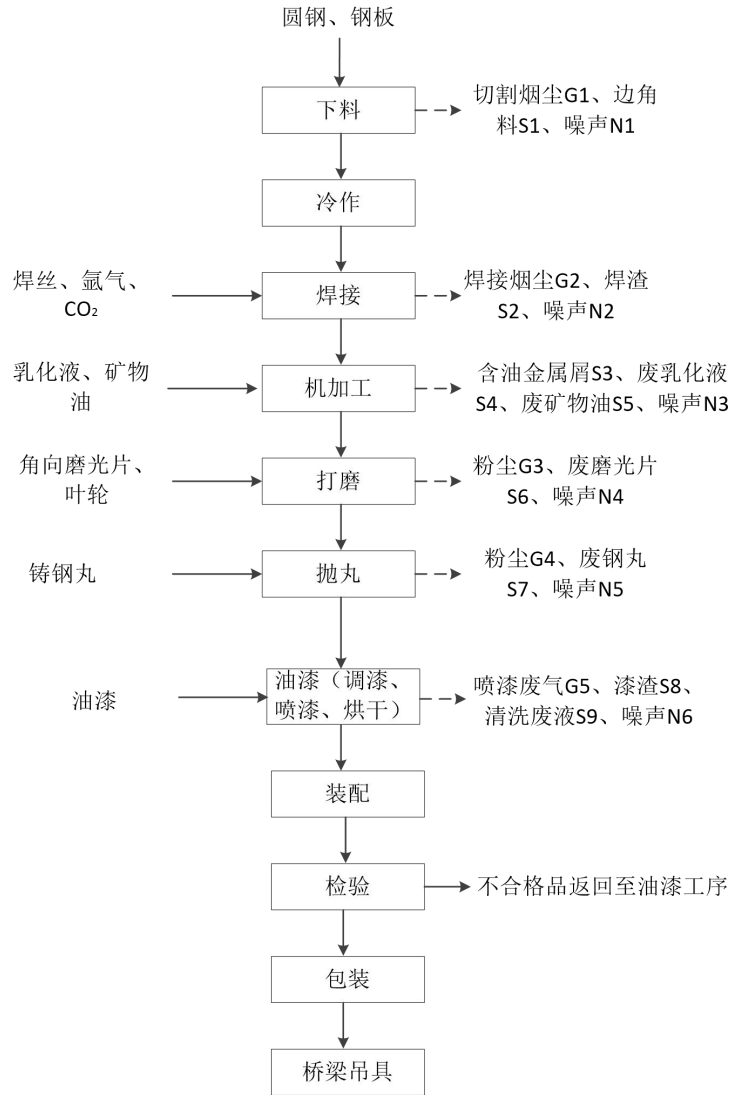 圆钢、钢板
下料
切割烟尘G1、边角
料S1、噪声N1
冷作
焊丝、氩气、
CO₂
焊接
焊接烟尘G2、焊渣
S2、噪声N2
乳化液、矿物
油
机加工
含油金属屑S3、废乳化液
S4、废矿物油S5、噪声N3
角向磨光片、
叶轮
打磨
粉尘G3、废磨光片
S6、噪声N4
铸钢丸
抛丸
粉尘G4、废钢丸
S7、噪声N5
油漆
油漆（调漆、
喷漆、烘干）
喷漆废气G5、漆渣S8、
清洗废液S9、噪声N6
装配
检验
不合格品返回至油漆工序
包装
桥梁吊具